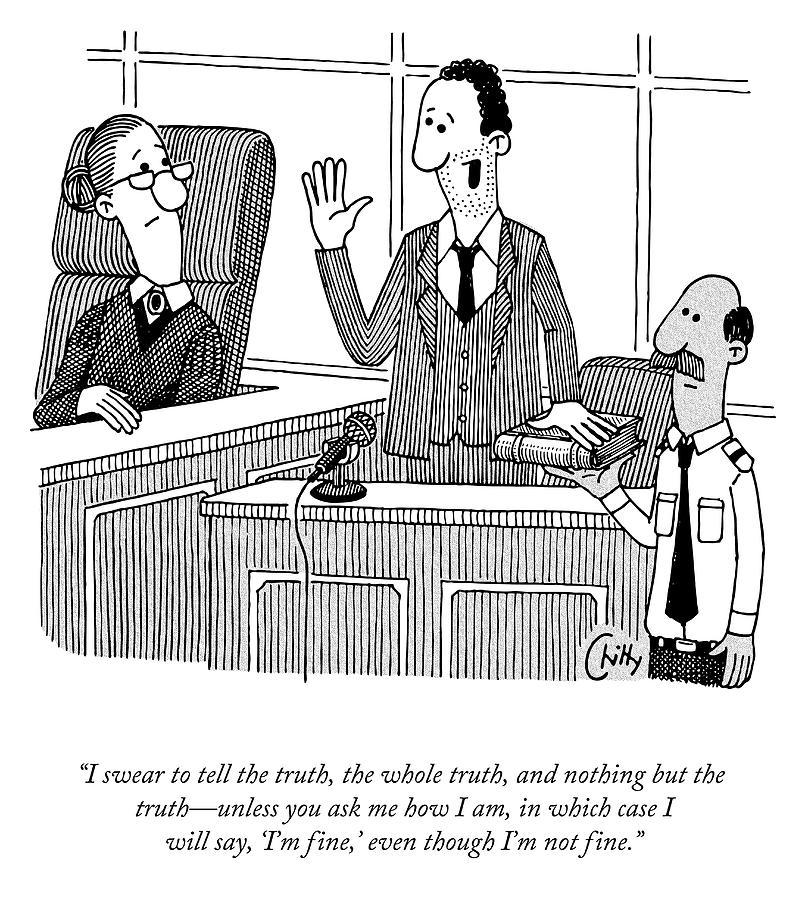 Chitty
“I swear to tell the truth, the whole truth, and nothing but the
truth—unless you ask me how I am, in which case I
will say, ‘I’m fine,’ even though I’m not fine.”